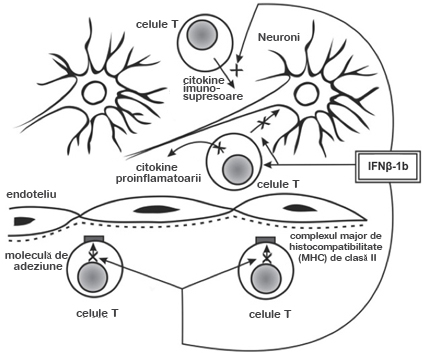 celule T
Neuroni
citokine
imuno-
supresoare
citokine
proinflamatoarii
celule T
IFNβ-1b
endoteliu
moleculă de
adeziune
complexul major de
histocompatibilitate
(MHC) de clasă II
celule T
celule T